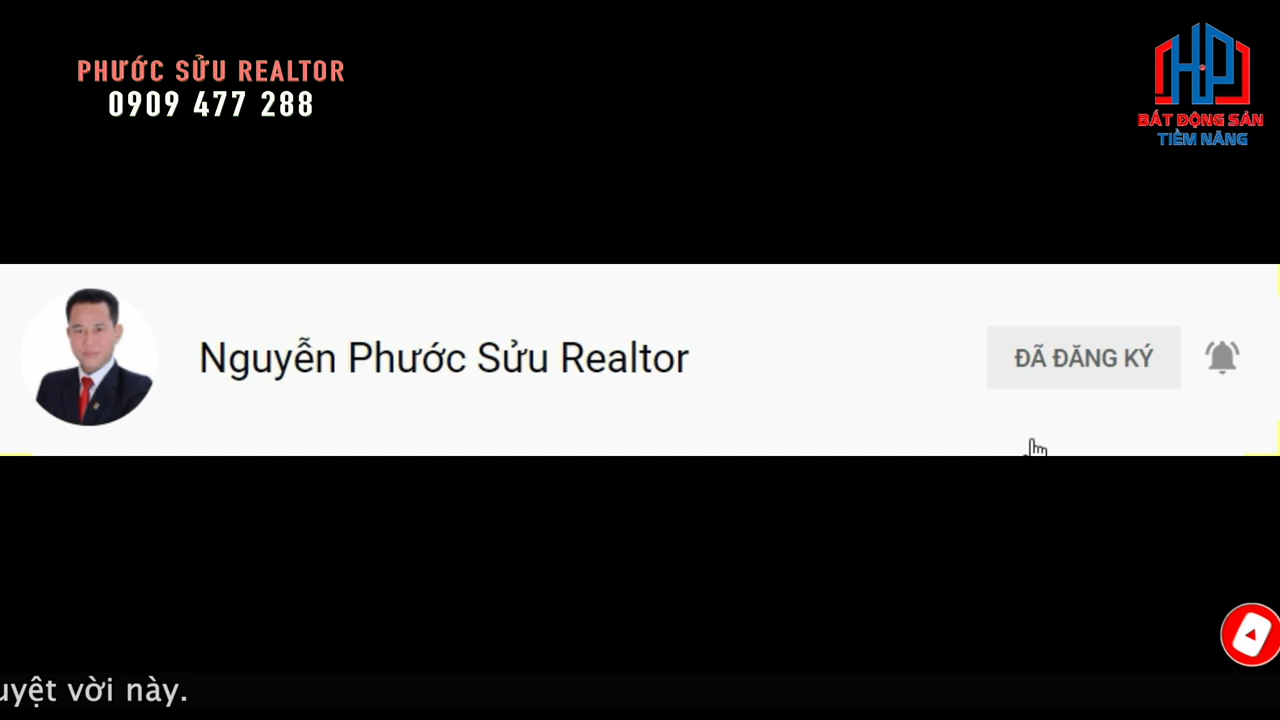 PHƯỚC SỬU REALTOR
0909 477 288
HP
BẤT ĐỘNG SẢN
TIỀM NĂNG
Nguyễn Phước Sửu Realtor
ĐÃ ĐĂNG KÝ
vời này.